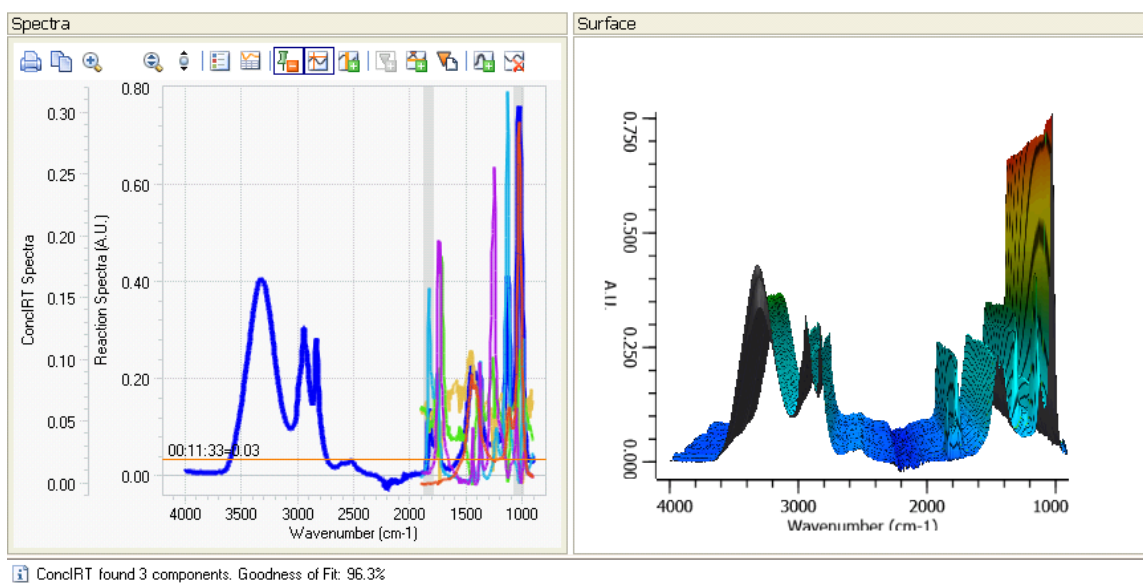 Spectra
Surface
ConcIRT Spectra
0.30
0.25
0.20
0.15
0.10
0.05
0.00
Reaction Spectra (A.U.)
0.80
0.60
0.40
0.20
0.00
00:11:33=0.03
4000 3500 3000 2500 2000 1500 1000
Wavenumber (cm-1)
A.U.
0.750
0.500
0.250
0.000
4000 3000 2000 1000
Wavenumber (cm-1)
ConcIRT found 3 components. Goodness of Fit: 96.3%